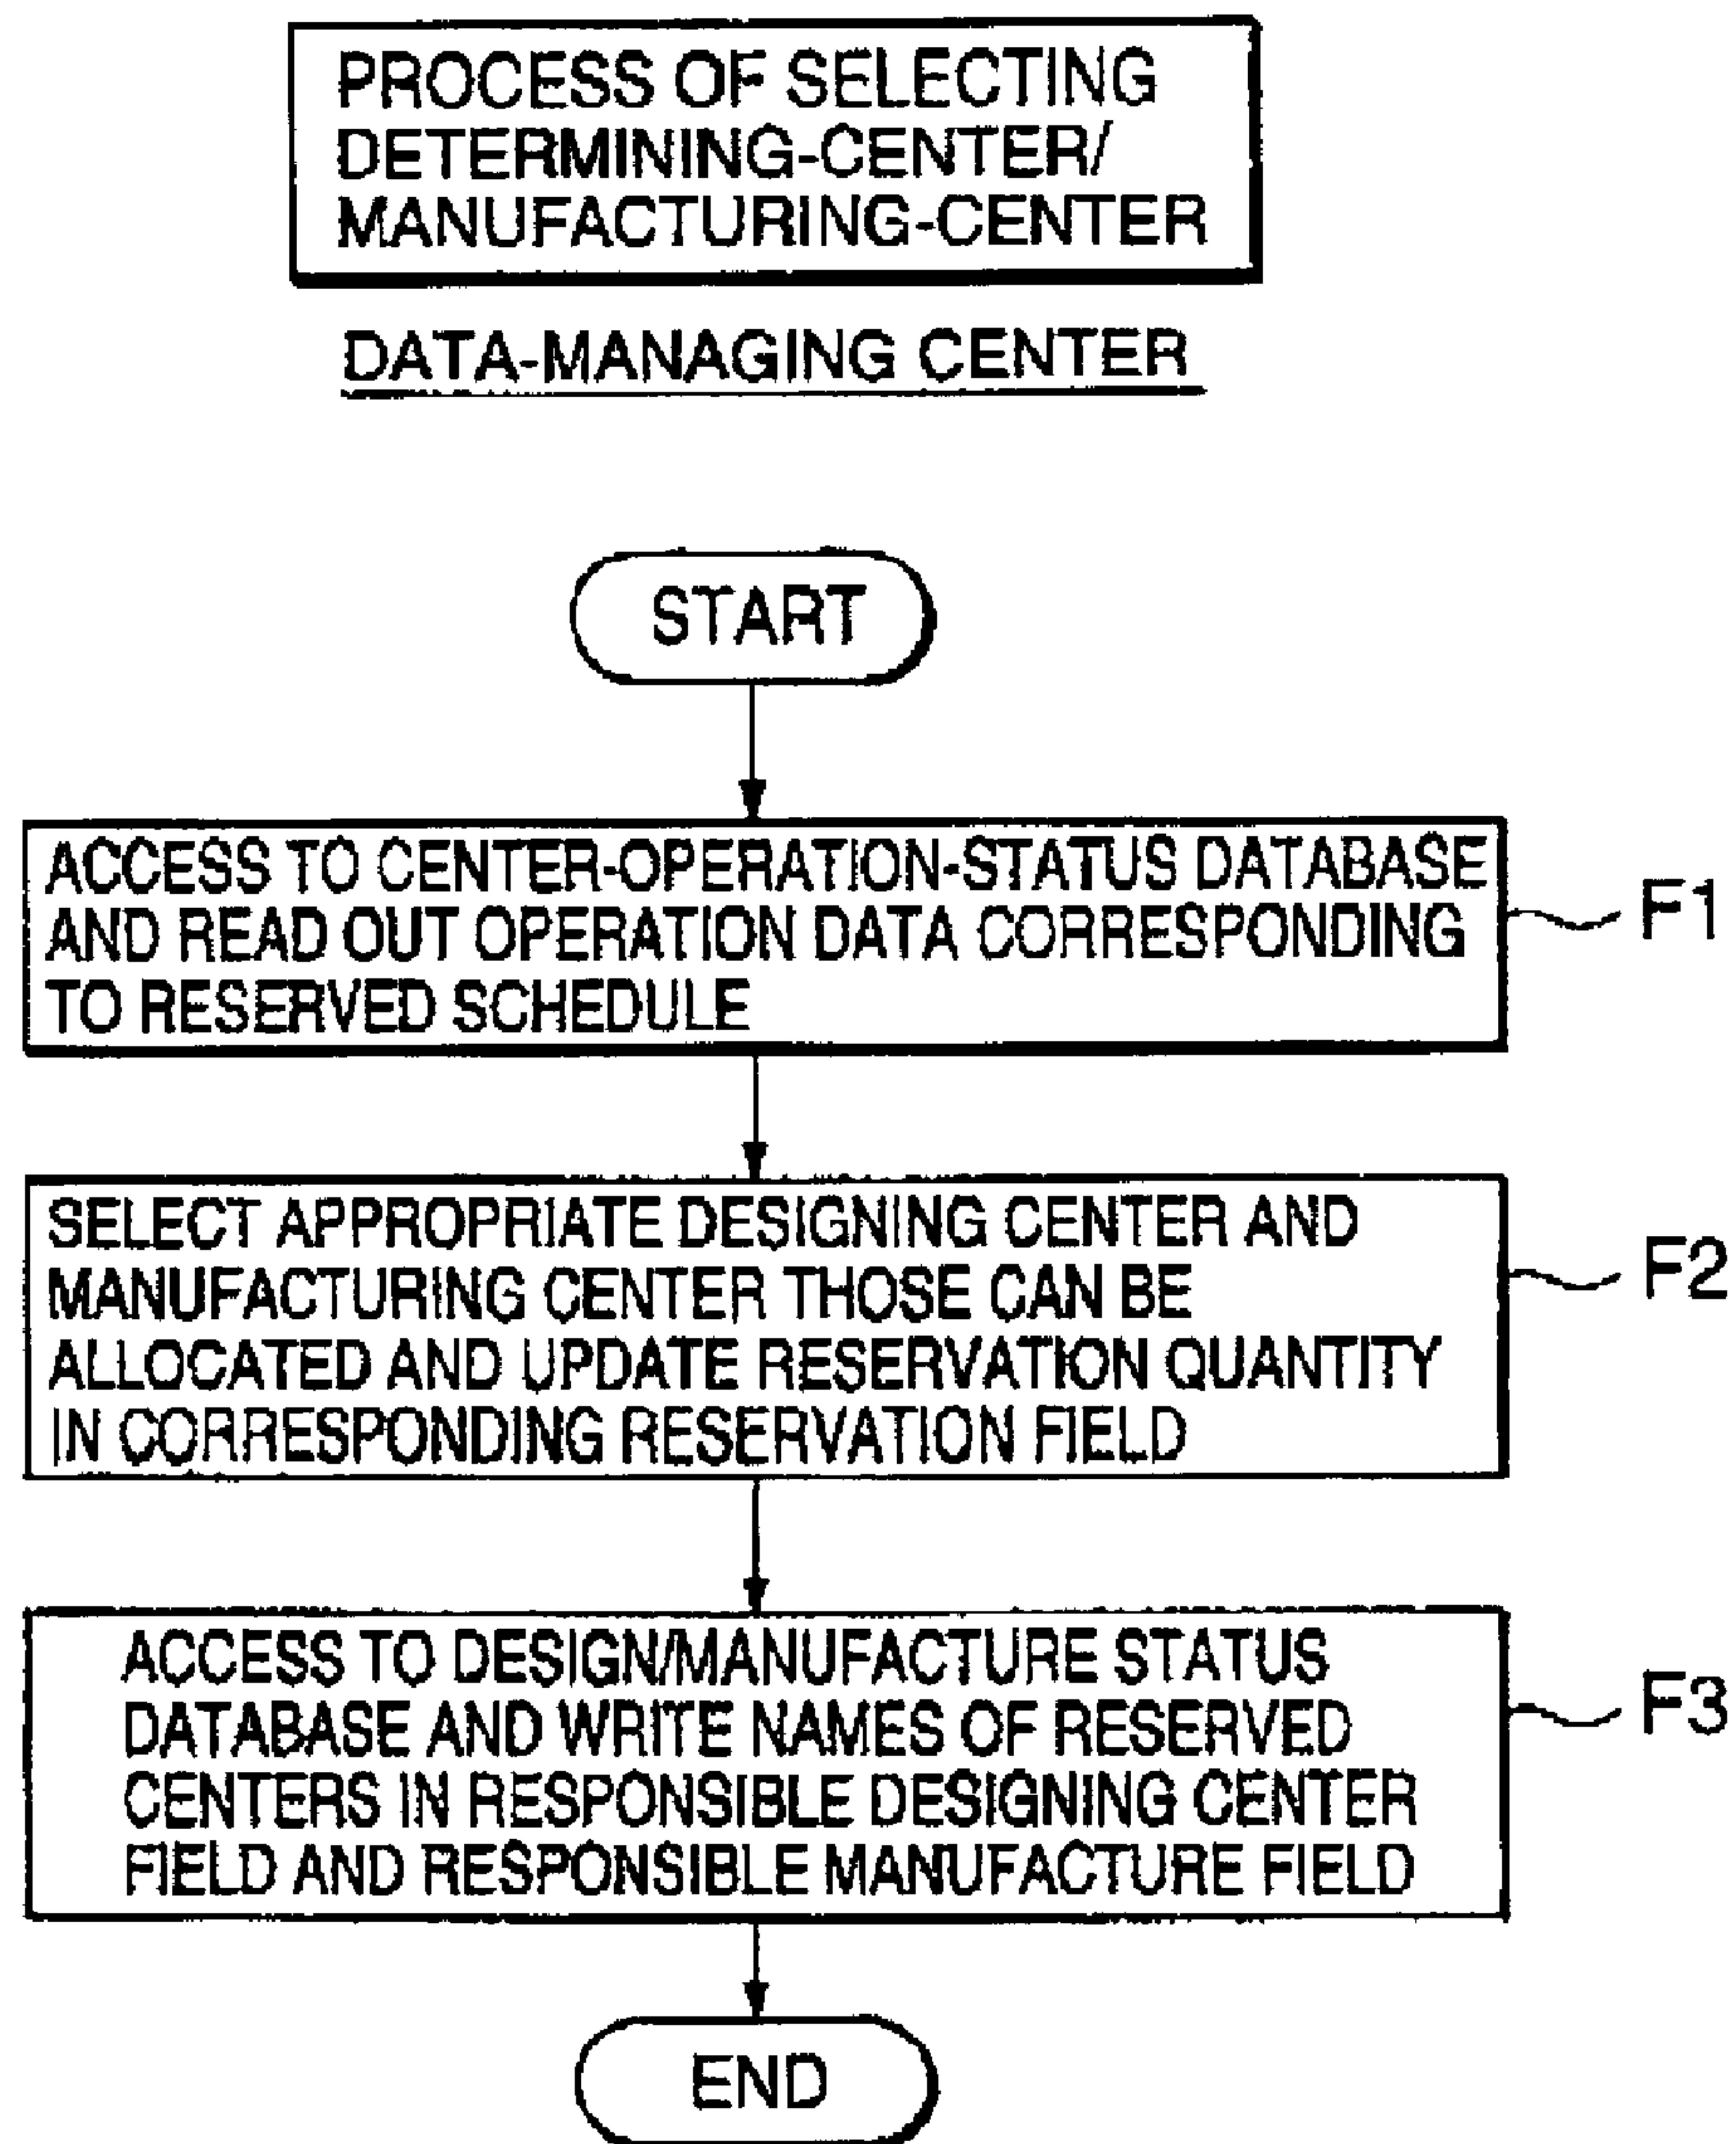 PROCESS OF SELECTING
DETERMINING-CENTER/
MANUFACTURING-CENTER
DATA-MANAGING CENTER
START
ACCESS TO CENTER-OPERATION-STATUS DATABASE
AND READ OUT OPERATION DATA CORRESPONDING
TO RESERVED SCHEDULE
F1
SELECT APPROPRIATE DESIGNING CENTER AND
MANUFACTURING CENTER THOSE CAN BE
ALLOCATED AND UPDATE RESERVATION QUANTITY
IN CORRESPONDING RESERVATION FIELD
F2
ACCESS TO DESIGN/MANUFACTURE STATUS
DATABASE AND WRITE NAMES OF RESERVED
CENTERS IN RESPONSIBLE DESIGNING CENTER
FIELD AND RESPONSIBLE MANUFACTURE FIELD
F3
END